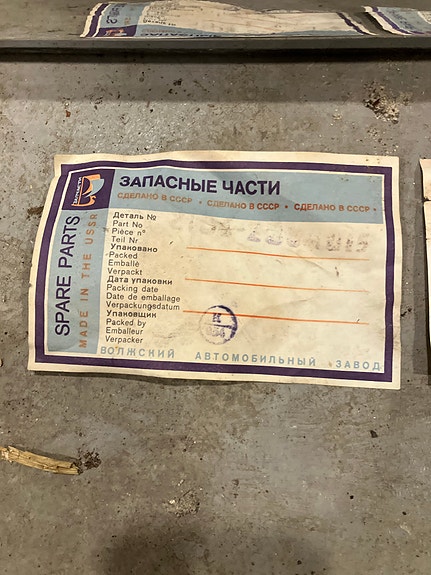 ЗАПАСНЫЕ ЧАСТИ
СДЕЛАНО В СССР • СДЕЛАНО В СССР • СДЕЛАНО В СССР •
SPARE PARTS
MADE IN THE USSR
Деталь №
Part No
Pièce n°
Teil Nr
Упаковано
Packed
Emballé
Verpackt
Дата упаковки
Packing date
Date de emballage
Verpackungsdatum
Упаковщик
Packed by
Emballeur
Verpacker
ВОЛЖСКИЙ АВТОМОБИЛЬНЫЙ ЗАВОД